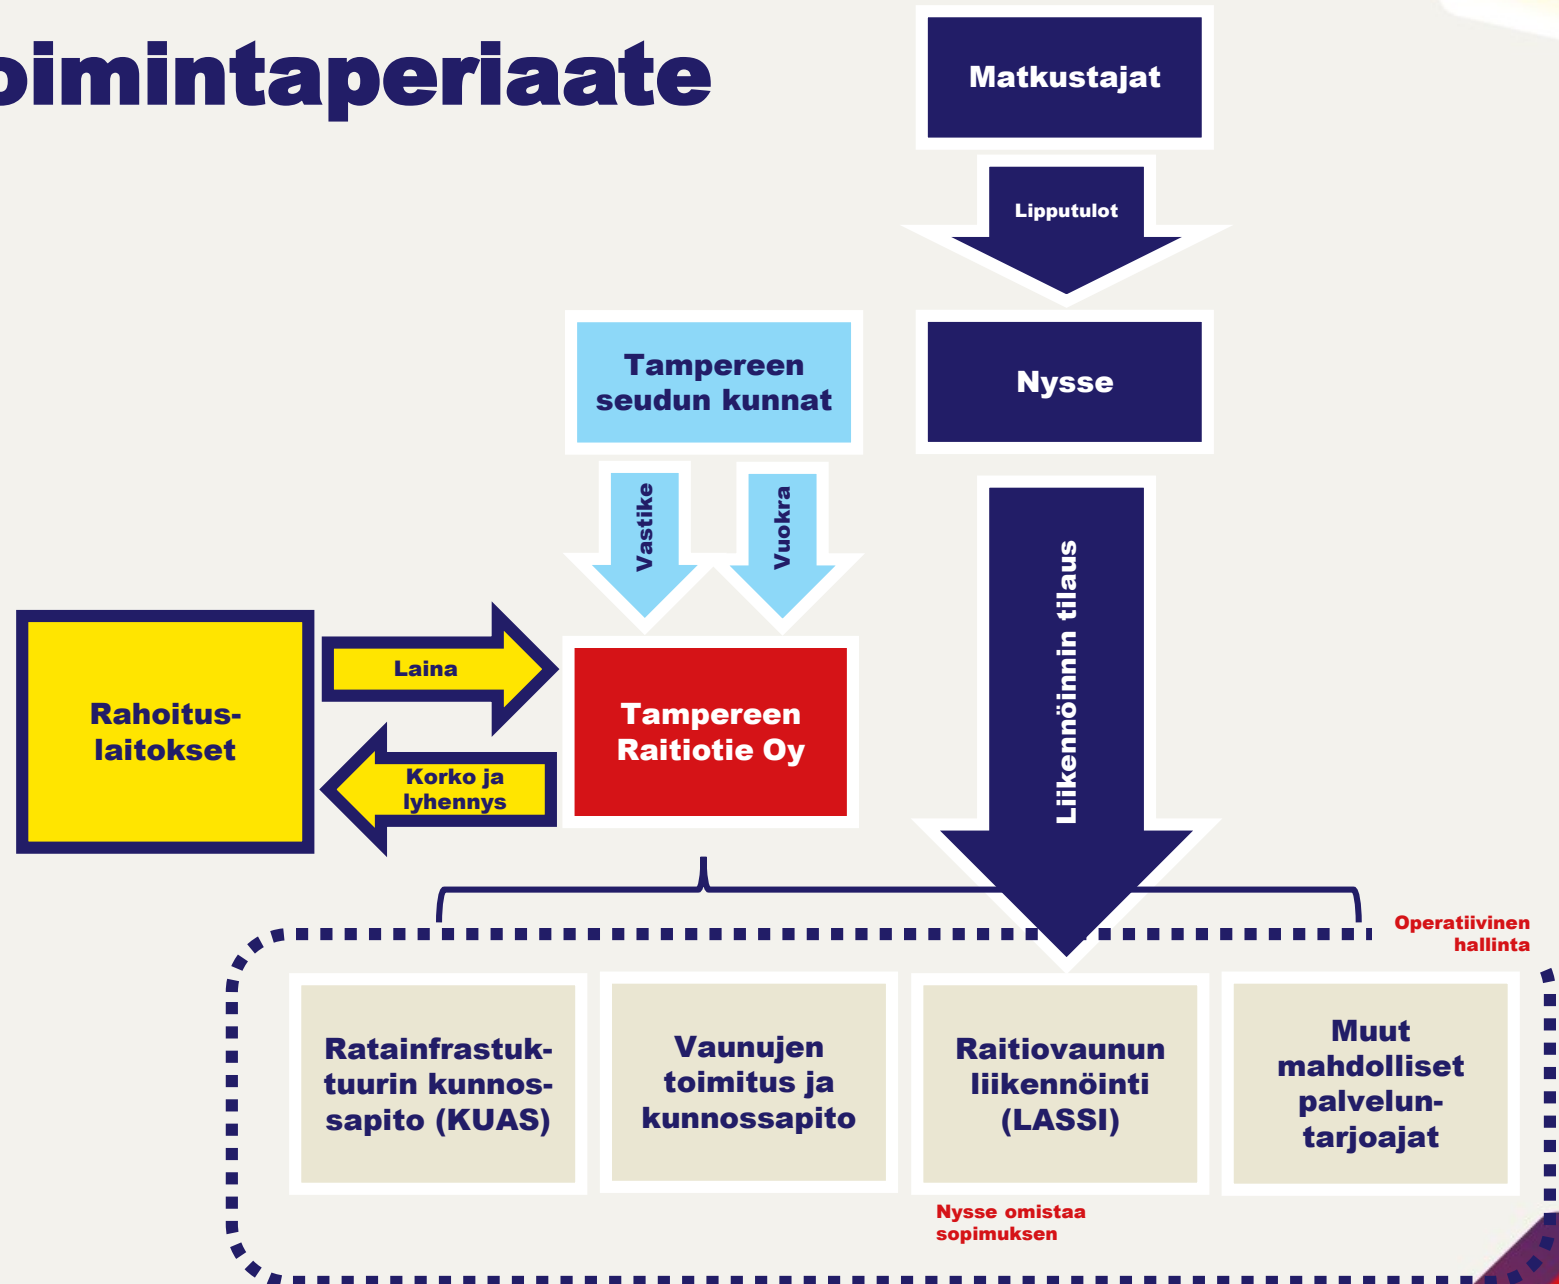 oimintaperiaate
Matkustajat
Lipputulot
Tampereen
seudun kunnat
Nysse
Vastike
Vuokra
Liikennöinnin tilaus
Rahoitus-
laitokset
Laina
Korko ja
lyhennys
Tampereen
Raitiotie Oy
Operatiivinen
hallinta
Ratainfrastuk-
tuurin kunnos-
sapito (KUAS)
Vaunujen
toimitus ja
kunnossapito
Raitiovaunun
liikennöinti
(LASSI)
Muut
mahdolliset
palvelun-
tarjoajat
Nysse omistaa
sopimuksen